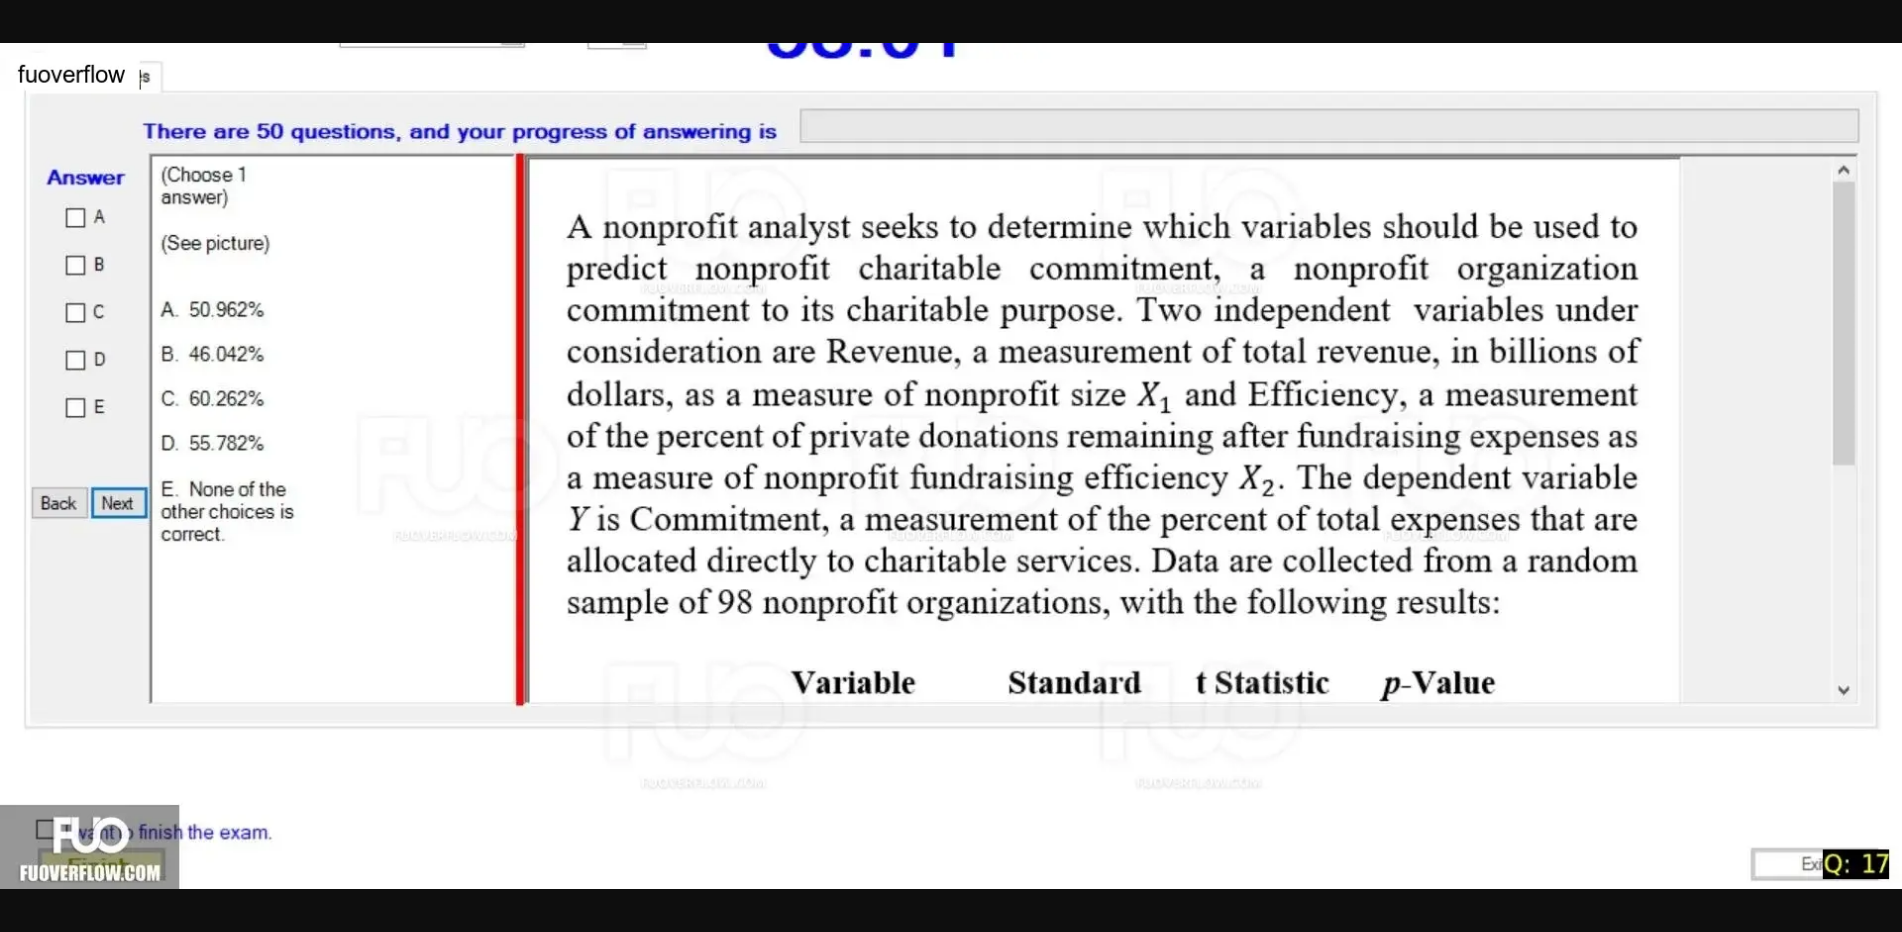 fuoverflow
There are 50 questions, and your progress of answering is
Answer
A
B
C
D
E
Back Next
(Choose 1
answer)
(See picture)
A. 50.962%
B. 46.042%
C. 60.262%
D. 55.782%
E. None of the
other choices is
correct.
A nonprofit analyst seeks to determine which variables should be used to
predict nonprofit charitable commitment, a nonprofit organization
commitment to its charitable purpose. Two independent variables under
consideration are Revenue, a measurement of total revenue, in billions of
dollars, as a measure of nonprofit size X₁ and Efficiency, a measurement
of the percent of private donations remaining after fundraising expenses as
a measure of nonprofit fundraising efficiency X₂. The dependent variable
Y is Commitment, a measurement of the percent of total expenses that are
allocated directly to charitable services. Data are collected from a random
sample of 98 nonprofit organizations, with the following results:
Variable Standard t Statistic p-Value
FUO
FUOVERFLOW.COM
finish the exam.
Q: 17